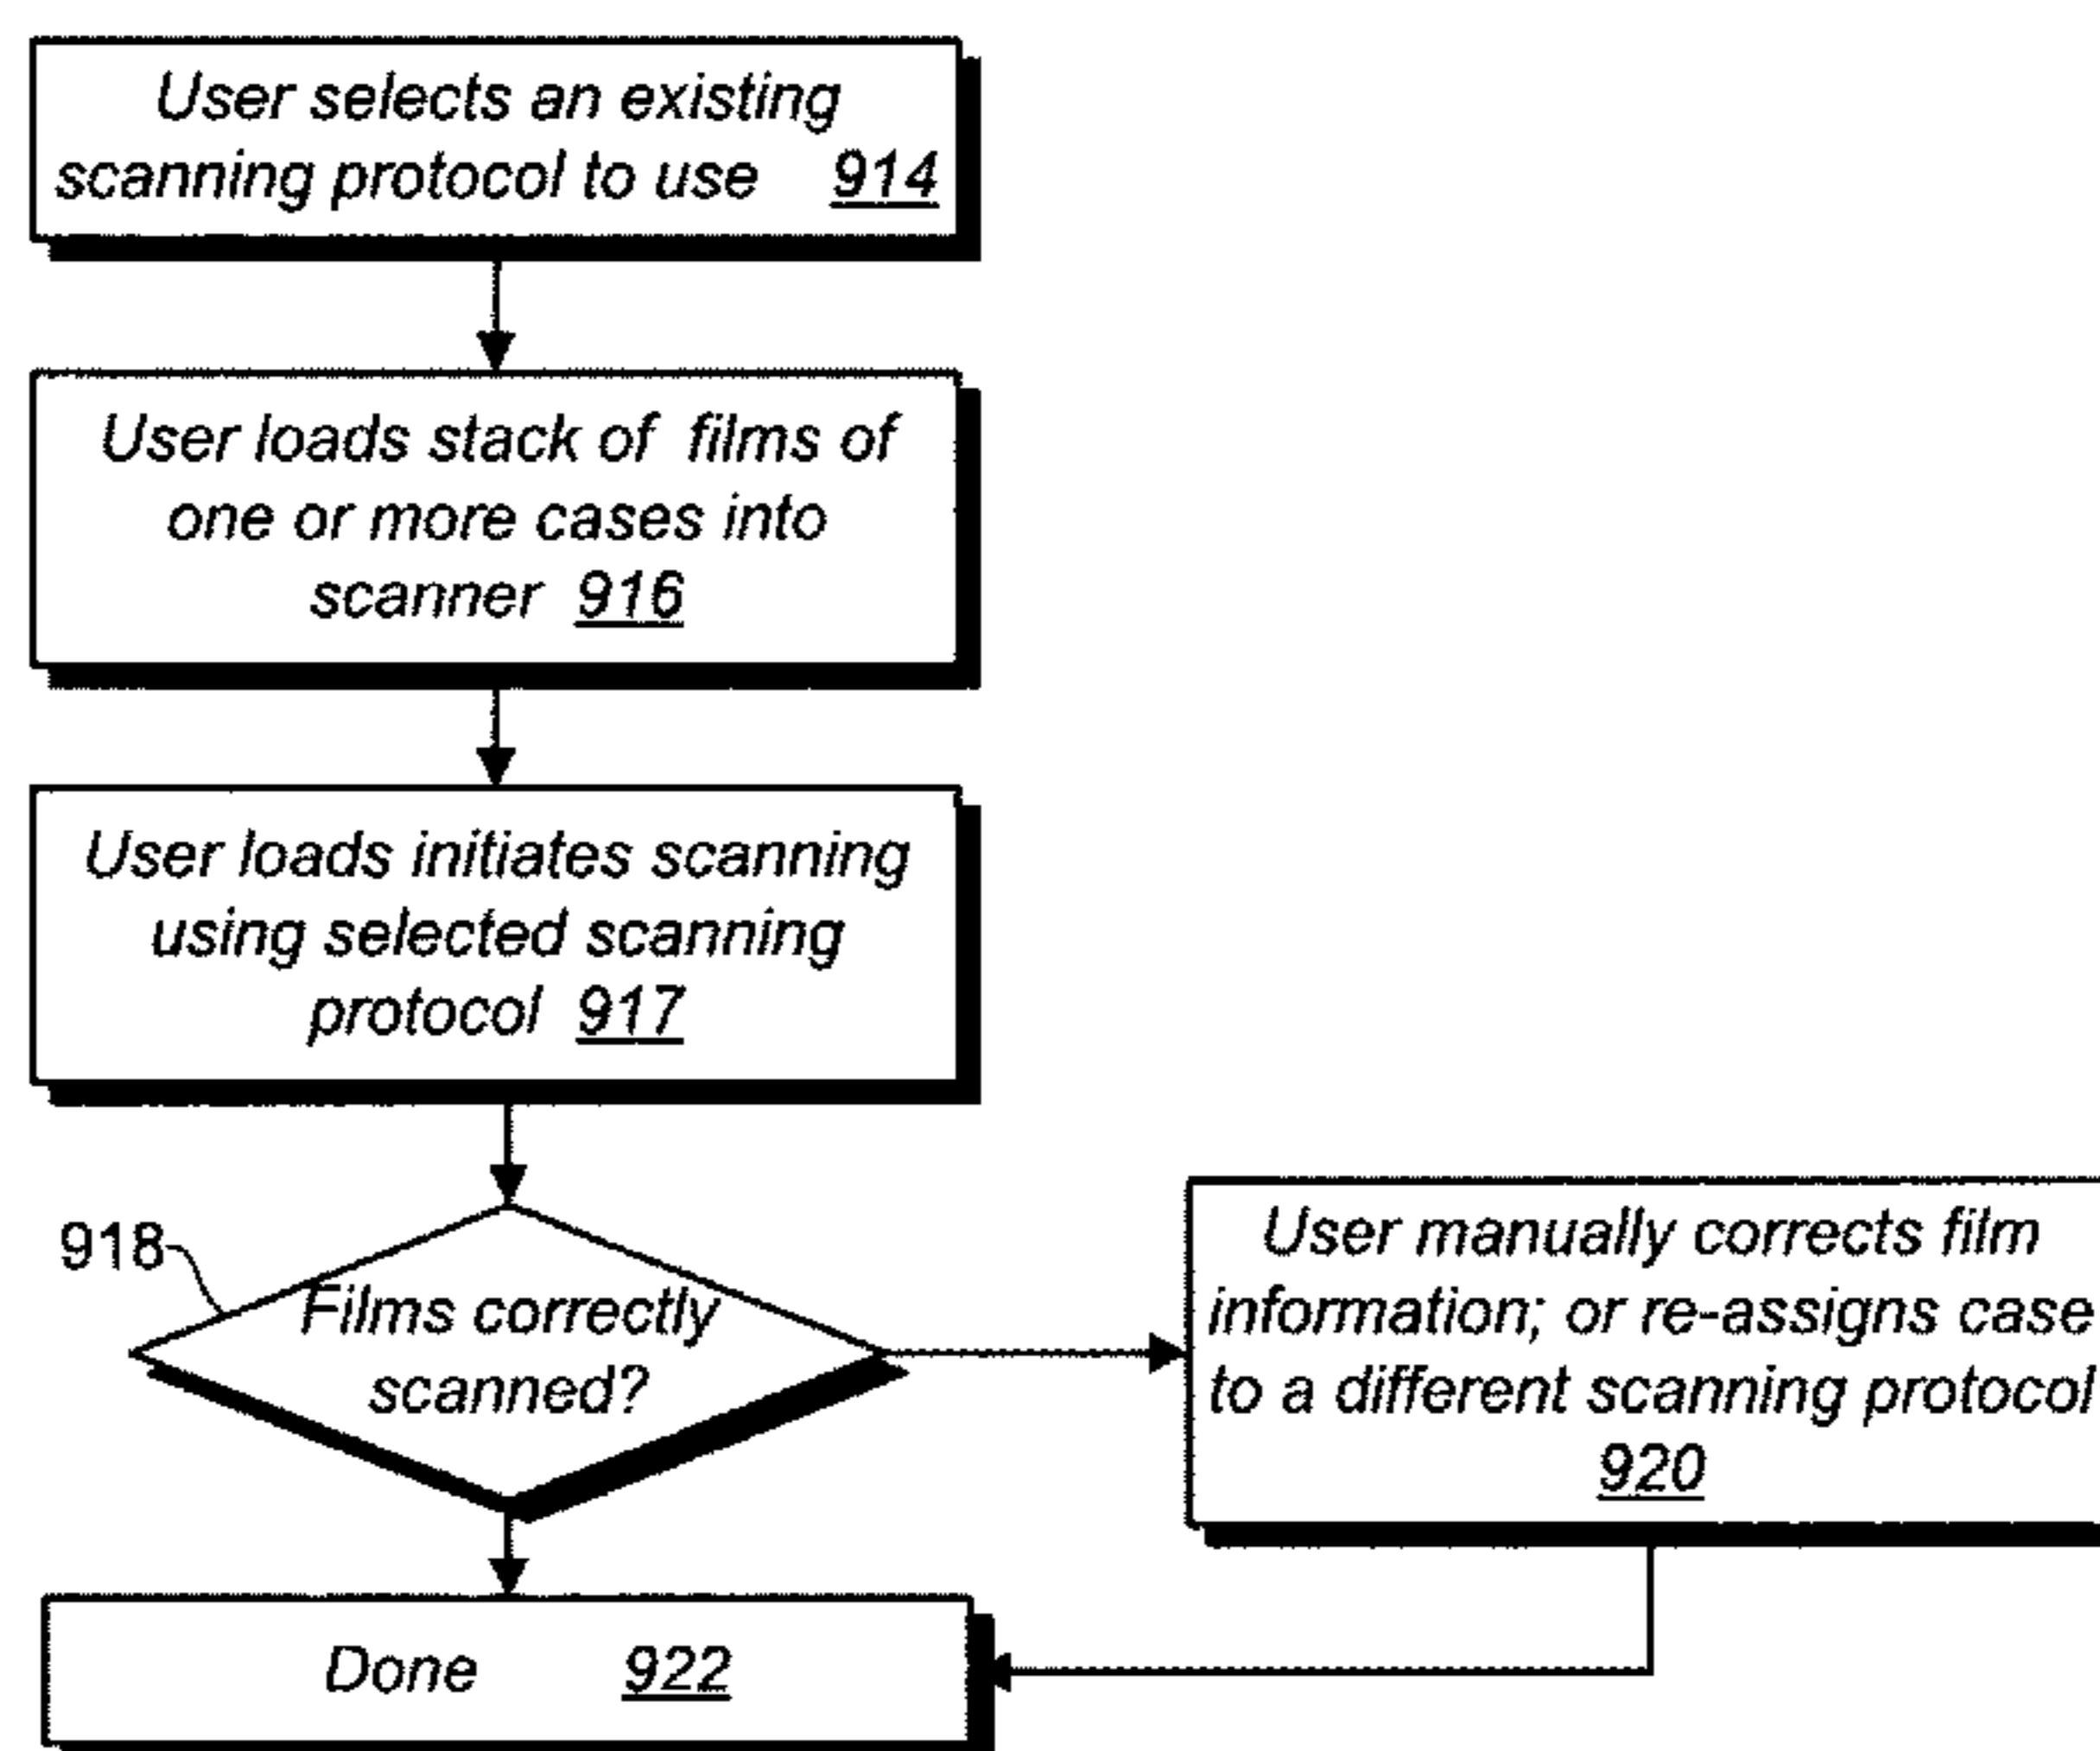 User selects an existing
scanning protocol to use 914
User loads stack of films of
one or more cases into
scanner 916
User loads initiates scanning
using selected scanning
protocol 917
918
Films correctly
scanned?
User manually corrects film
information; or re-assigns case
to a different scanning protocol
920
Done 922